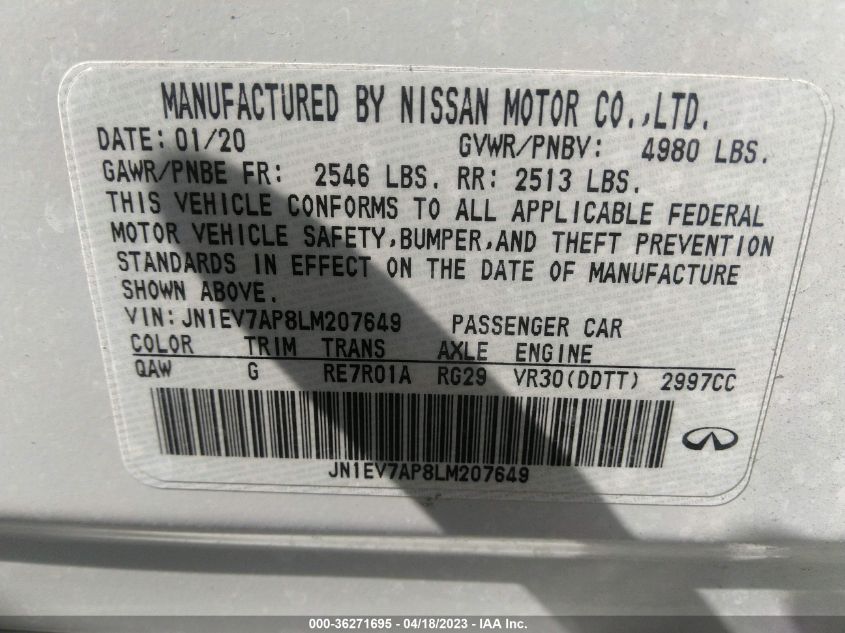 MANUFACTURED BY NISSAN MOTOR CO.,LTD.
DATE: 01/20 GVWR/PNBV: 4980 LBS.
GAWR/PNBE FR: 2546 LBS. RR: 2513 LBS.
THIS VEHICLE CONFORMS TO ALL APPLICABLE FEDERAL
MOTOR VEHICLE SAFETY,BUMPER,AND THEFT PREVENTION
STANDARDS IN EFFECT ON THE DATE OF MANUFACTURE
SHOWN ABOVE.
VIN:JN1EV7AP8LM207649 PASSENGER CAR
COLOR TRIM TRANS AXLE ENGINE
QAW G RE7R01A RG29 VR30(DDTT) 2997CC
JN1EV7AP8LM207649
000-36271695 - 04/18/2023 - IAA Inc.